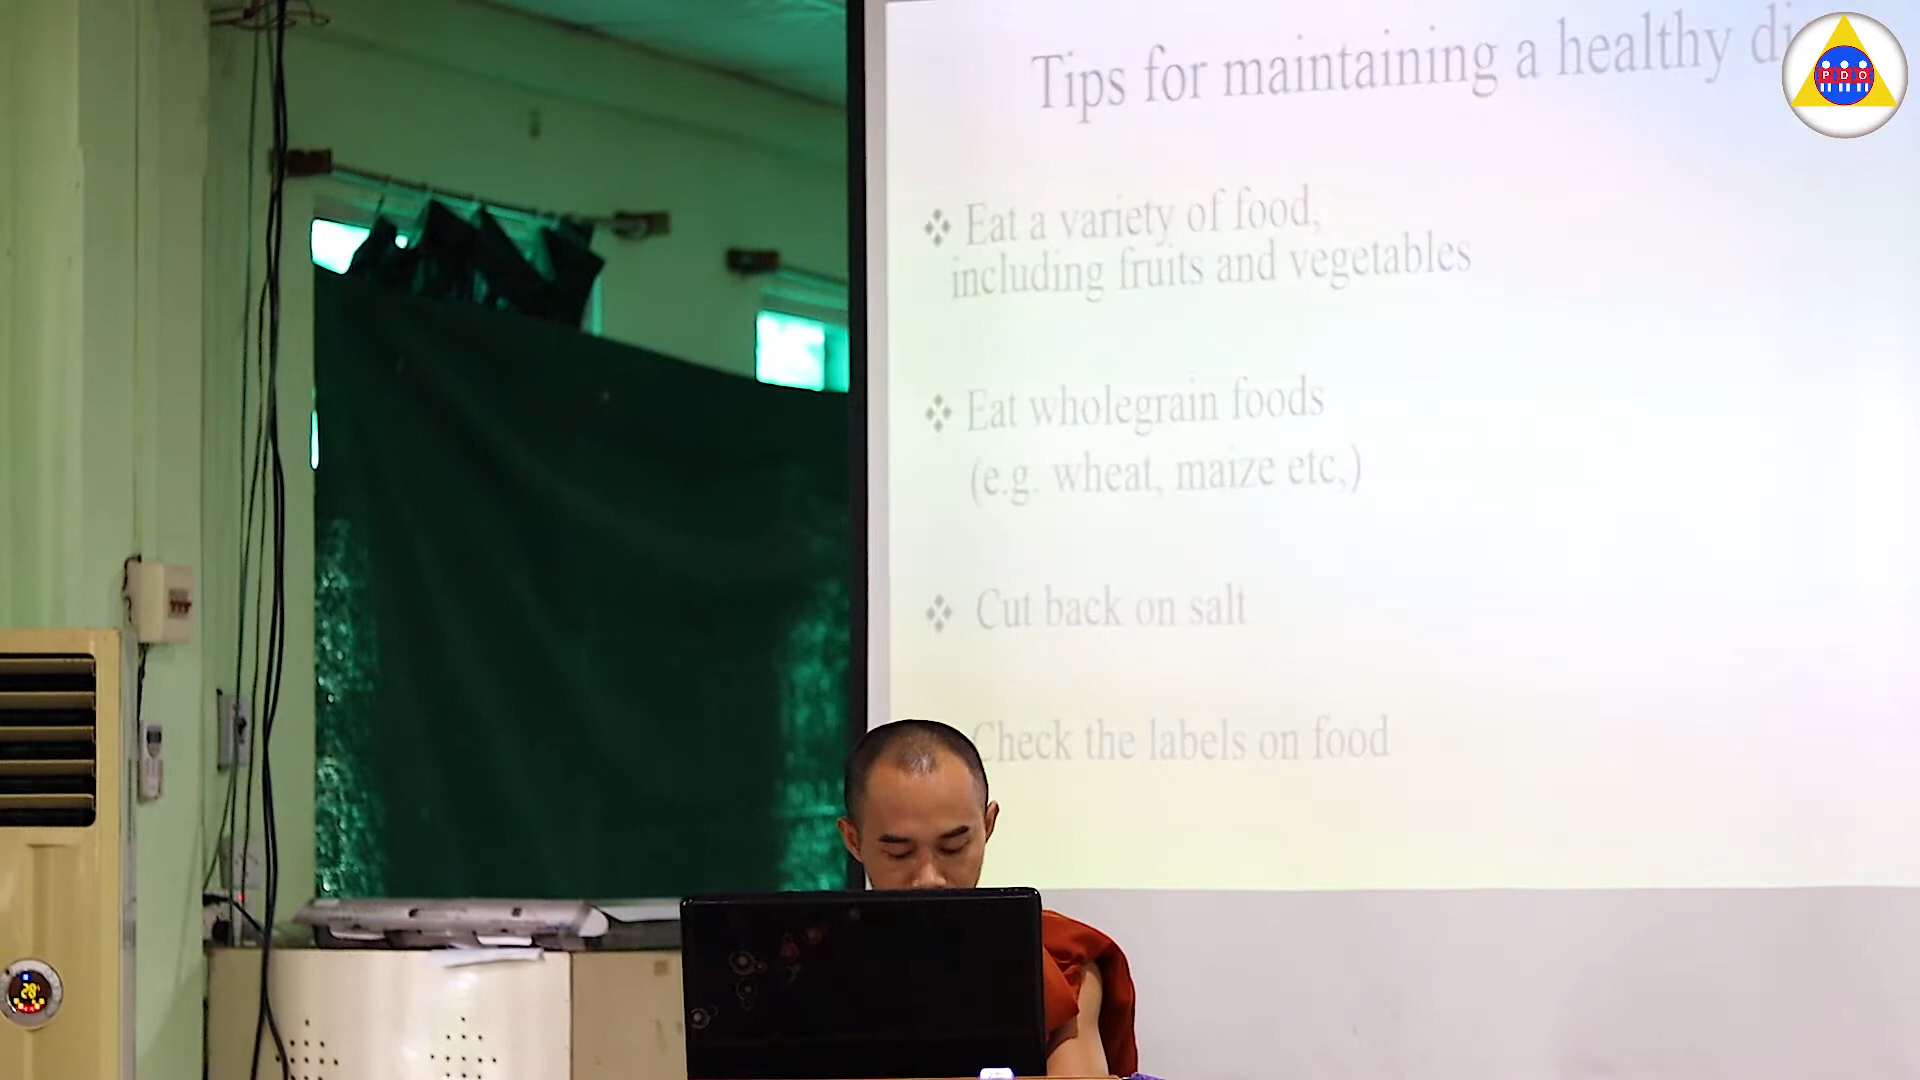 Tips for maintaining a healthy di
PDO
❖ Eat a variety of food,
including fruits and vegetables
❖ Eat wholegrain foods
(e.g. wheat, maize etc,)
❖ Cut back on salt
Check the labels on food